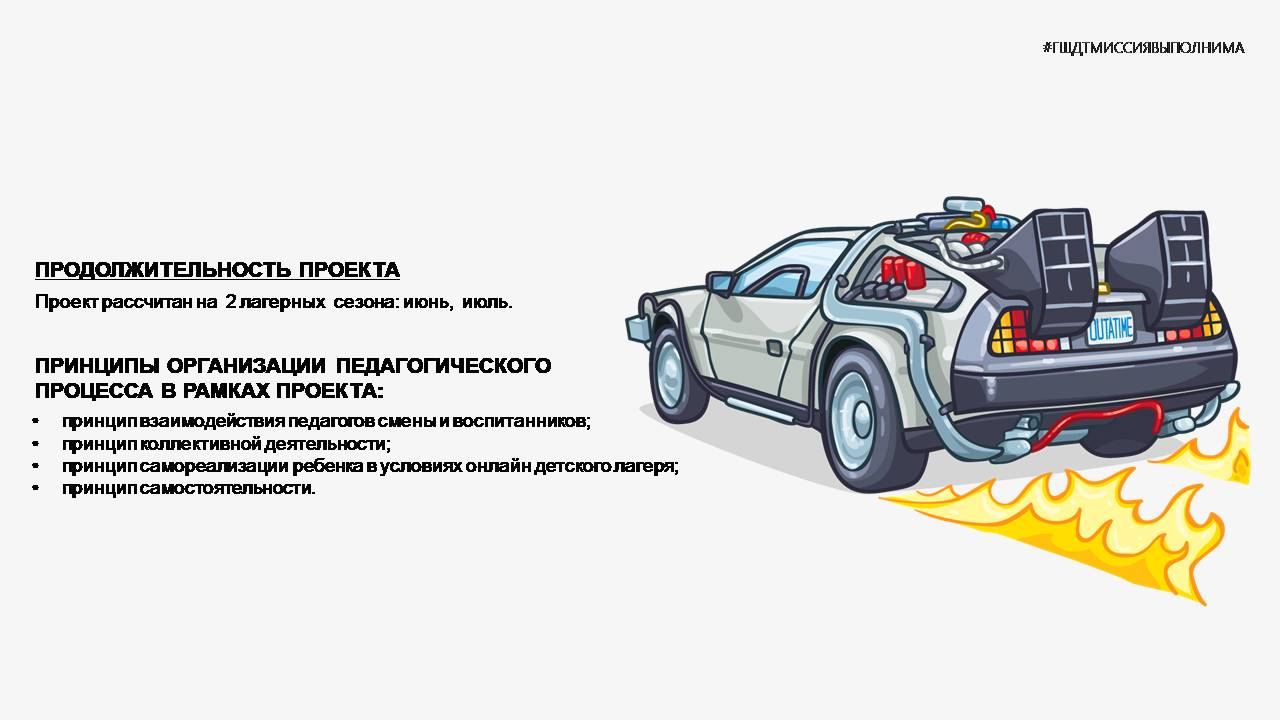 #ГШДТМИССИЯВЫПОЛНИМА
ПРОДОЛЖИТЕЛЬНОСТЬ ПРОЕКТА
Проект рассчитан на 2 лагерных сезона: июнь, июль.
ПРИНЦИПЫ ОРГАНИЗАЦИИ ПЕДАГОГИЧЕСКОГО
ПРОЦЕССА В РАМКАХ ПРОЕКТА:
• принцип взаимодействия педагогов смены и воспитанников;
• принцип коллективной деятельности;
• принцип самореализации ребенка в условиях онлайн детского лагеря;
• принцип самостоятельности.
OUTATIME